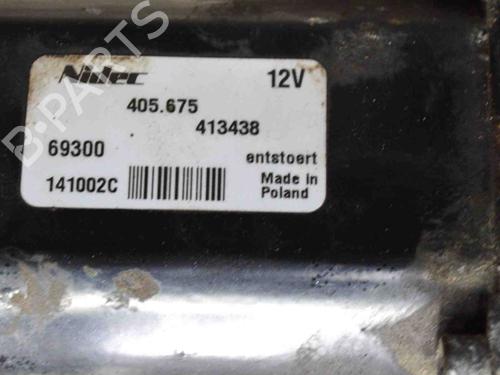 Nidec 12V
405.675
413438
69300 entstoert
141002C Made in
Poland
B-PARTS